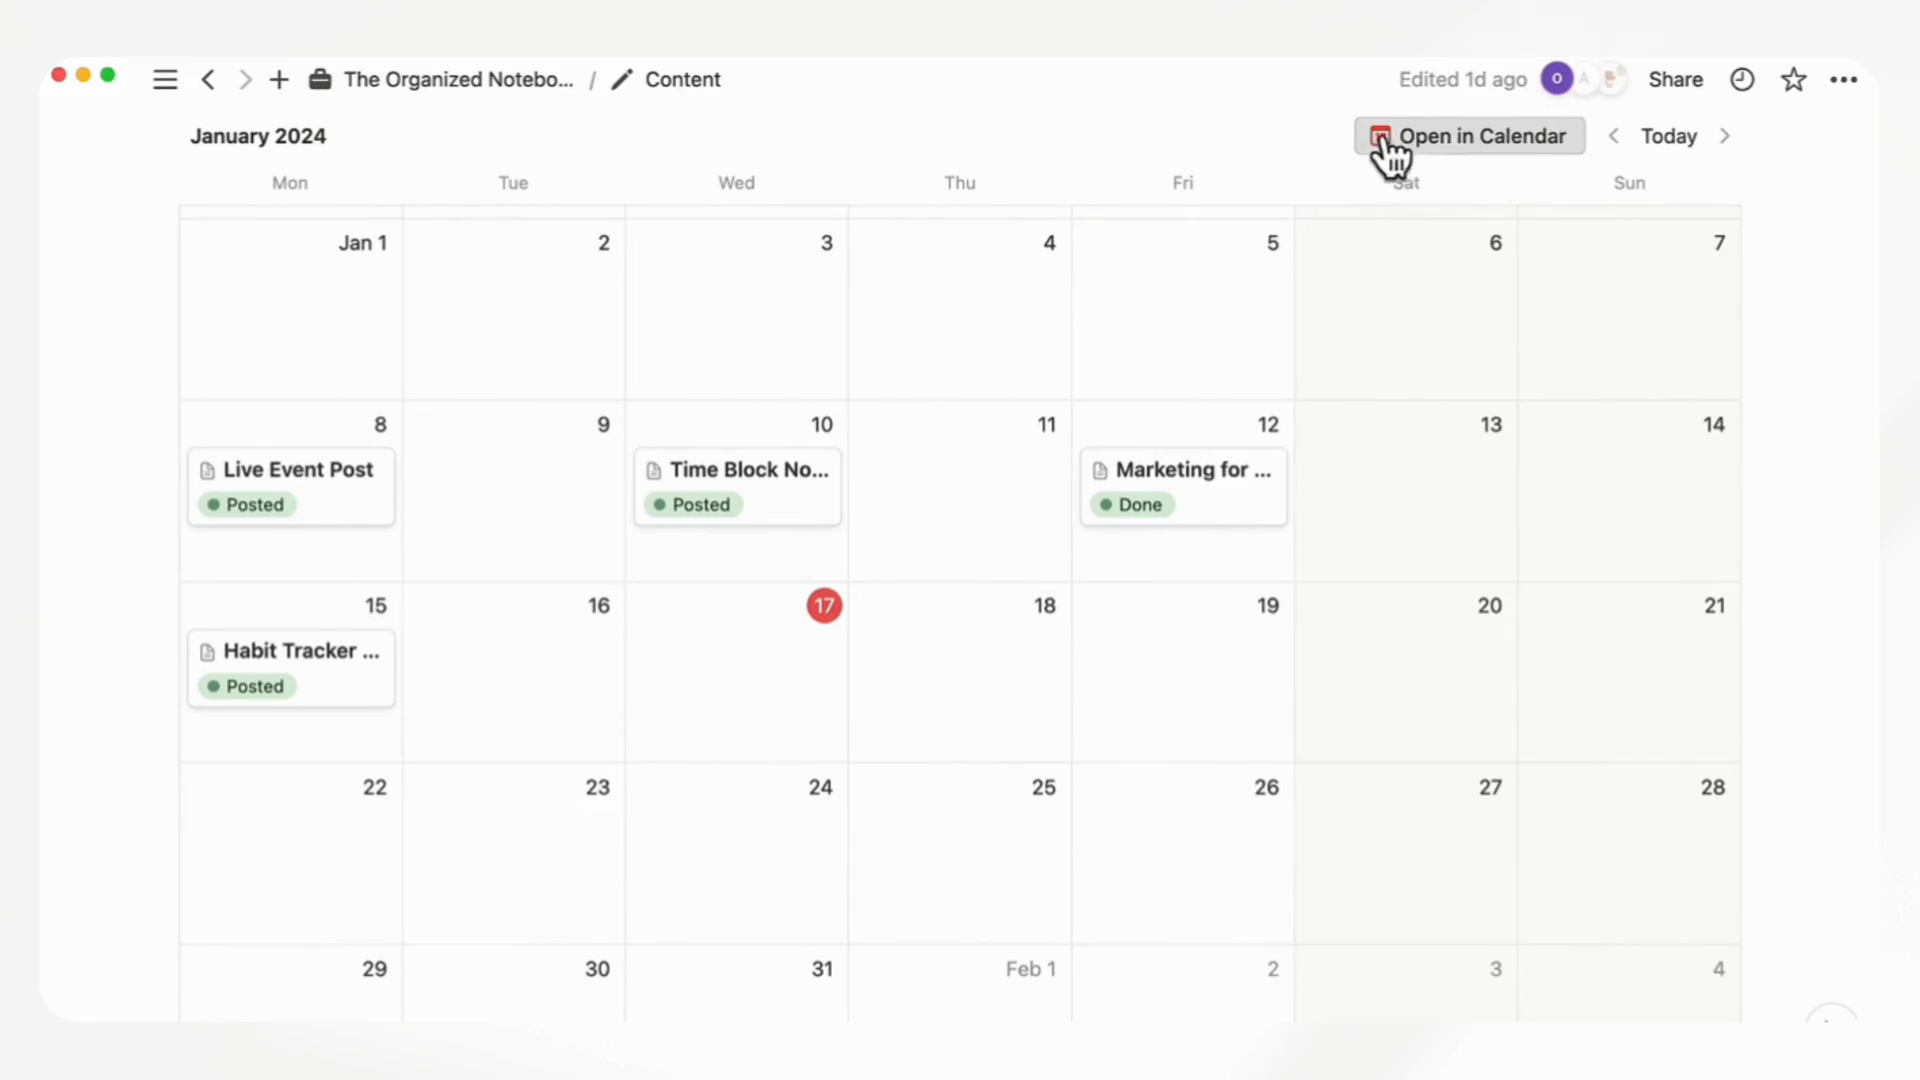 The Organized Notebo... / Content
Edited 1d ago O A Share
January 2024
Open in Calendar Today
Mon Tue Wed Thu Fri Sat Sun
Jan 1 2 3 4 5 6 7
8 9 10 11 12 13 14
Live Event Post Time Block No... Marketing for ...
Posted Posted Done
15 16 17 18 19 20 21
Habit Tracker ...
Posted
22 23 24 25 26 27 28
29 30 31 Feb 1 2 3 4